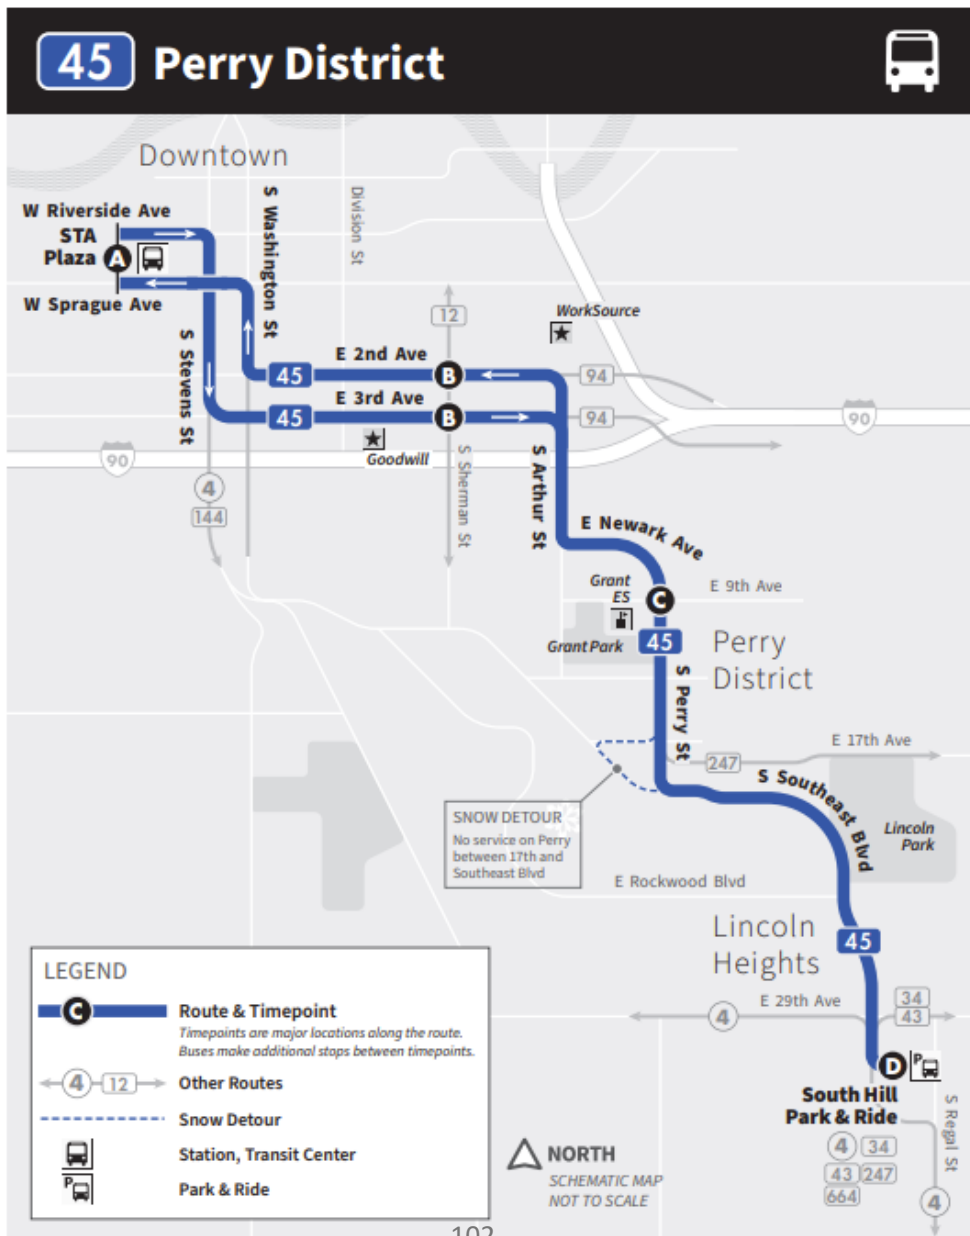 45 Perry District
Downtown
W Riverside Ave
STA
Plaza
A
W Sprague Ave
S Washington St
Division St
S Stevens St
12
WorkSource
E 2nd Ave
45
B
94
E 3rd Ave
45
B
94
90
90
Goodwill
S Sherman St
S Arthur St
4
144
E Newark Ave
Grant
ES
C
E 9th Ave
Grant Park
45
Perry
District
S Perry St
E 17th Ave
247
S Southeast Blvd
SNOW DETOUR
No service on Perry
between 17th and
Southeast Blvd
Lincoln
Park
E Rockwood Blvd
Lincoln
Heights
45
E 29th Ave
4
34
43
D
P
South Hill
Park & Ride
S Regal St
4 34
43 247
664
4
LEGEND
C
Route & Timepoint
Timepoints are major locations along the route.
Buses make additional stops between timepoints.
4 12
Other Routes
Snow Detour
Station, Transit Center
P
Park & Ride
NORTH
SCHEMATIC MAP
NOT TO SCALE
102